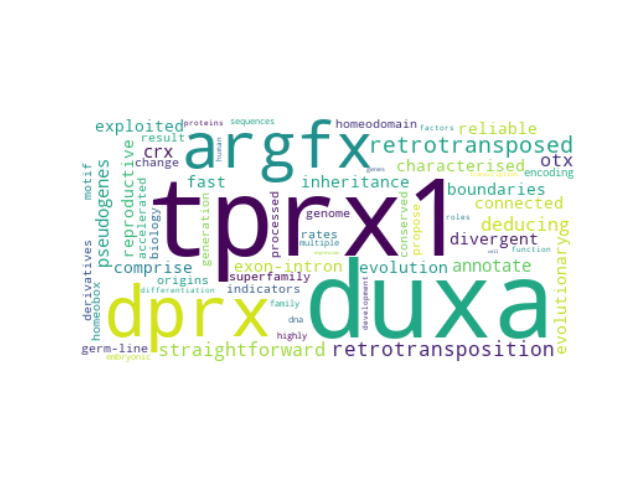 exploited
proteins
sequences
homeodomain
factors
reliable
result
crx
change
human
argfx
retrotransposed
genes
characterised
otx
encoding
motif
pseudogenes
reproductive
accelerated
biology
fast
inheritance
boundaries
connected
tprx1
generation
processed
genome
rates
multiple
conserved
propose
roles
deducing
divergent
function
derivatives
homeobox
comprise
origins
differentiation
exon-intron
superfamily
indicators
family
dna
highly
evolution
annotate
cell
development
evolutionary
dprx
duxa
germ-line
embryonic
straightforward
retrotransposition